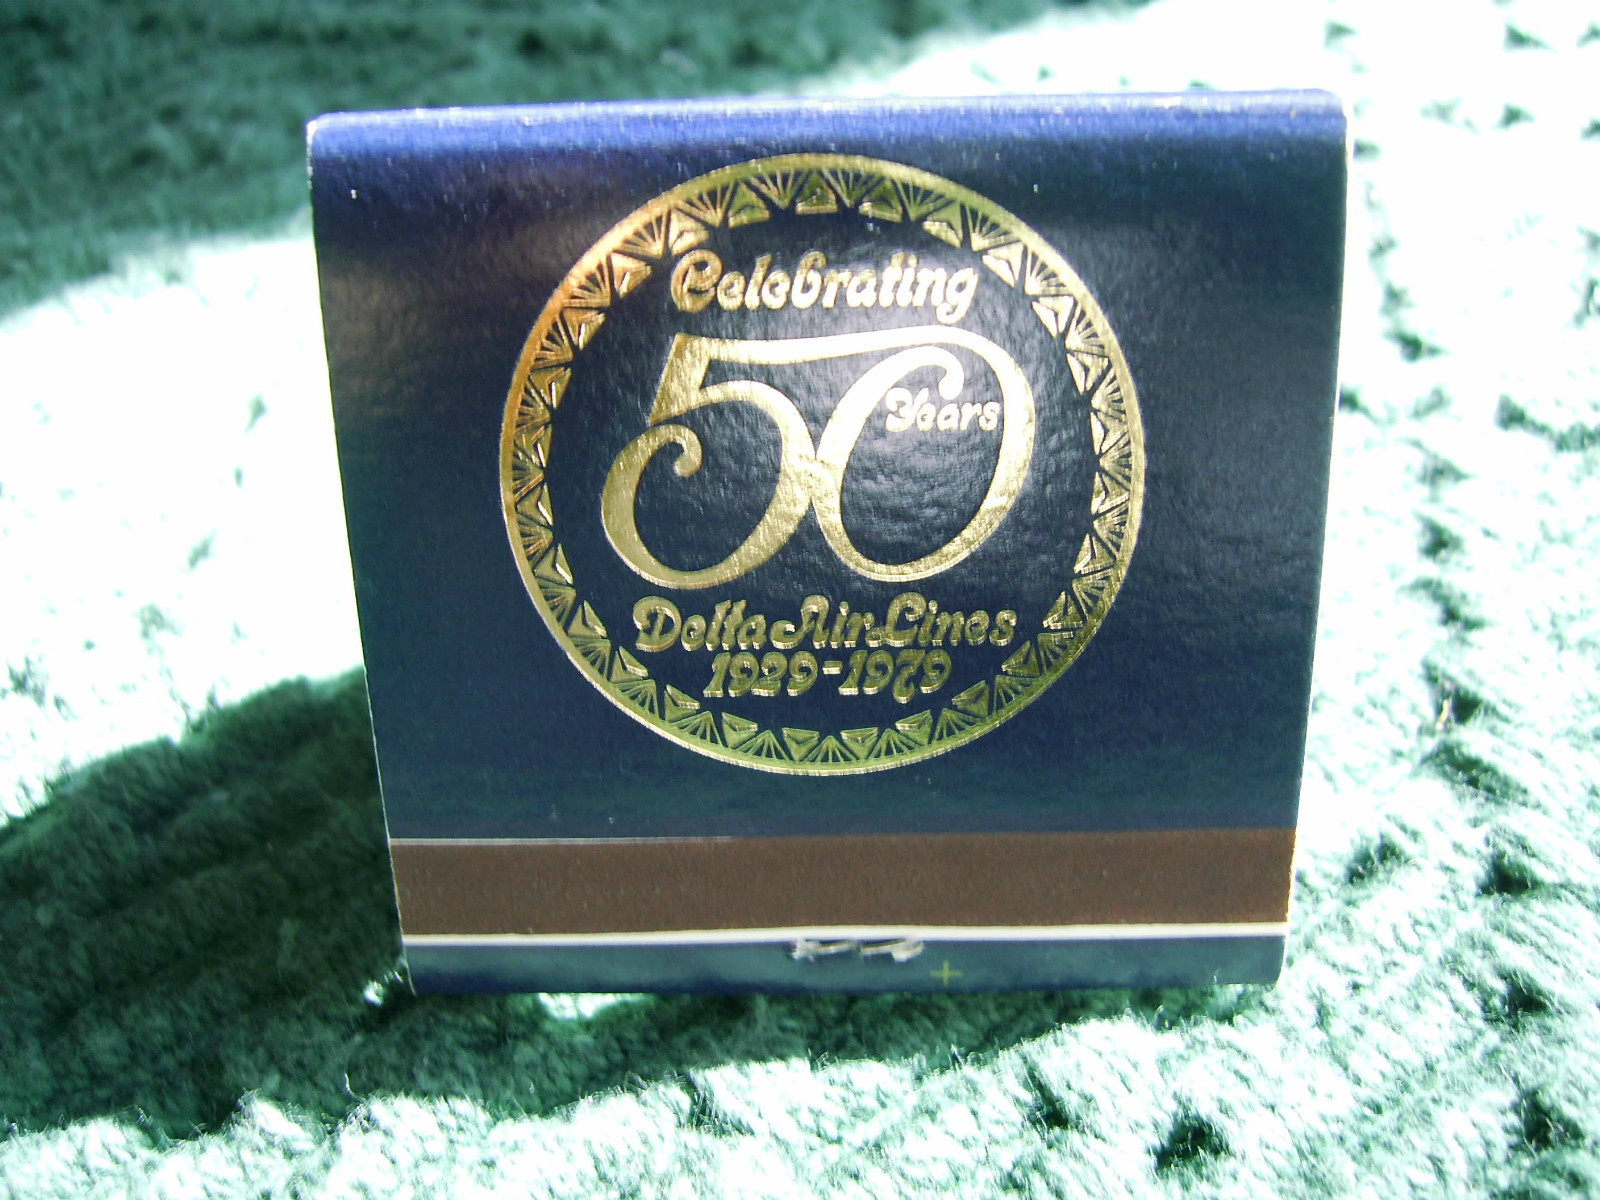 Celebrating
50
Years
Delta Air Lines
1929-1979